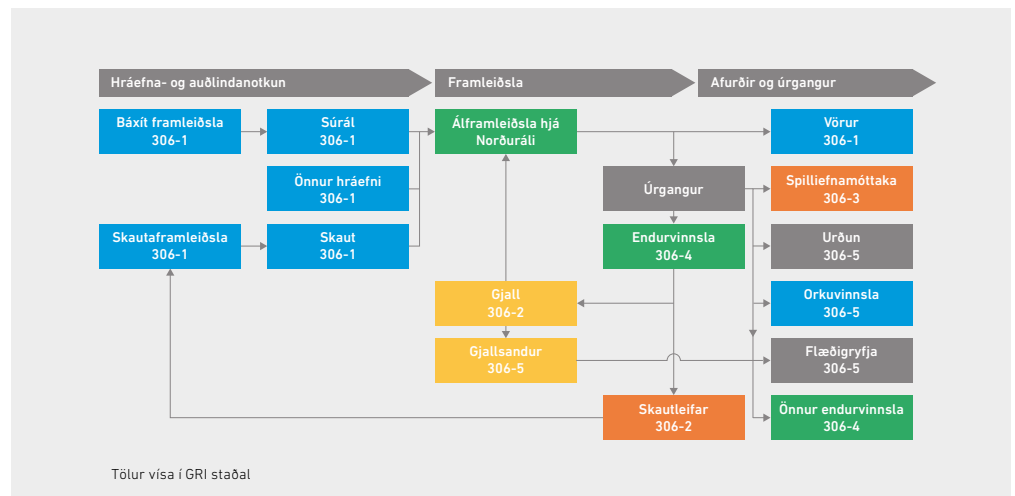 Hráefna- og auðlindanotkun
Framleiðsla
Afurðir og úrgangur
Báxít framleiðsla
306-1
Súrál
306-1
Álframleiðsla hjá
Norðuráli
Vörur
306-1
Önnur hráefni
306-1
Úrgangur
Spilliefnamóttaka
306-3
Skautaframleiðsla
306-1
Skaut
306-1
Endurvinnsla
306-4
Urðun
306-5
Gjall
306-2
Orkuvinnsla
306-5
Gjallsandur
306-5
Flæðigryfja
306-5
Skautleifar
306-2
Önnur endurvinnsla
306-4
Tölur vísa í GRI staðal